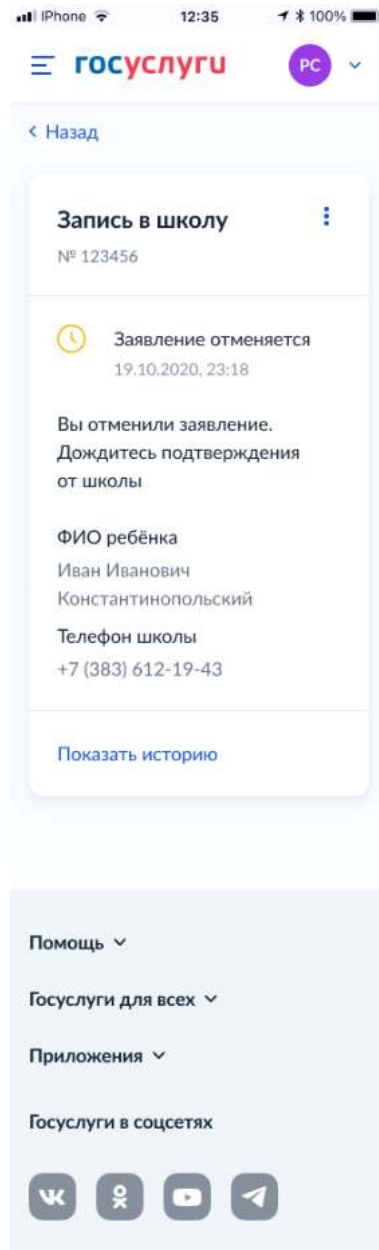 IPhone 12:35 100%
госуслуги РС
Назад
Запись в школу
№ 123456
Заявление отменяется
19.10.2020, 23:18
Вы отменили заявление.
Дождитесь подтверждения
от школы
ФИО ребёнка
Иван Иванович
Константинопольский
Телефон школы
+7 (383) 612-19-43
Показать историю
Помощь
Госуслуги для всех
Приложения
Госуслуги в соцсетях